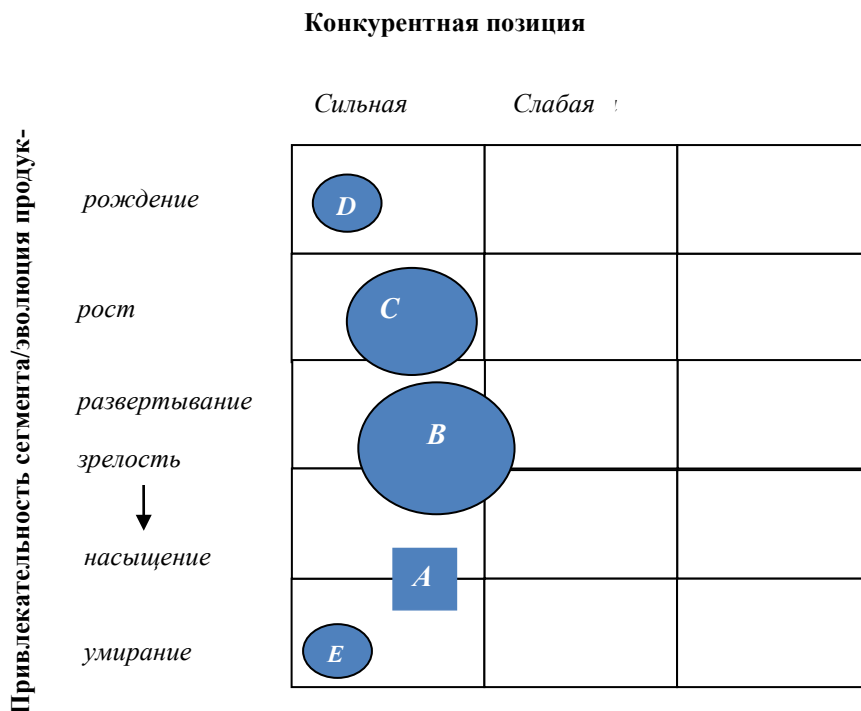 Конкурентная позиция
Сильная Слабая
Привлекательность сегмента/эволюция продук-
рождение
D
рост
C
развертывание
B
зрелость
насыщение
A
умирание
E